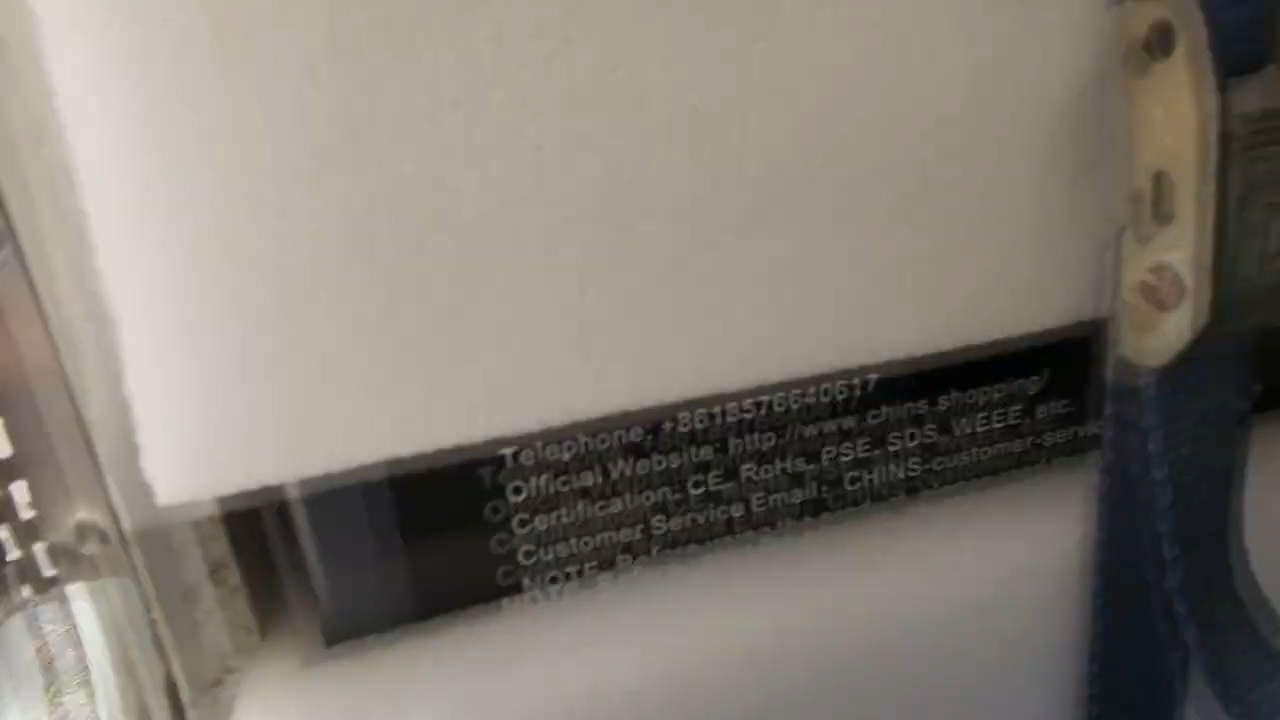 Telephone: +8618576640617
Official Website: http://www.chins.shopping/
Certification: CE, RoHs, PSE, SDS, WEEE, etc.
Customer Service Email: CHINS-customer-servic
NOTE: